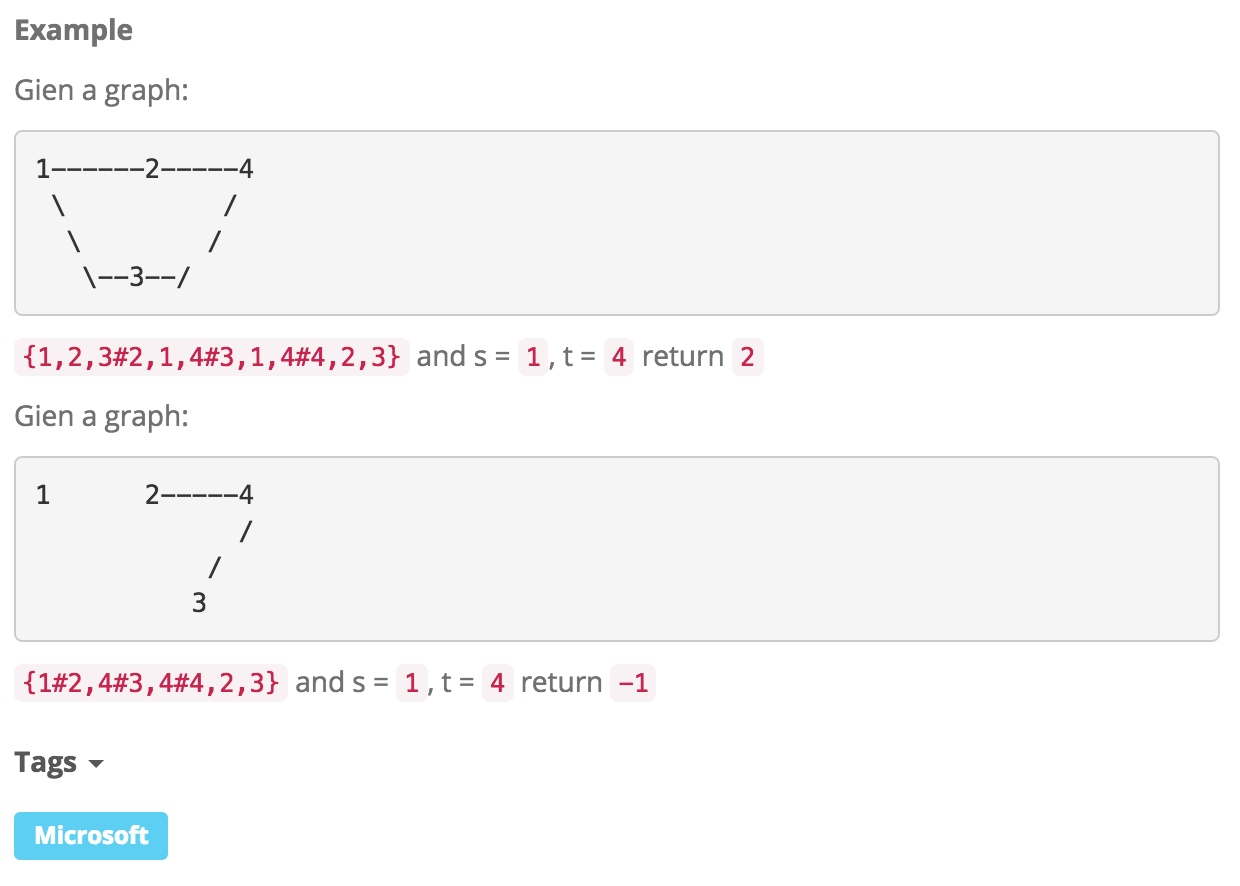 Example
Gien a graph:
1------2-----4
 \          /
  \        /
   \--3--/
{1,2,3#2,1,4#3,1,4#4,2,3} and s = 1, t = 4 return 2
Gien a graph:
1      2-----4
             /
           /
          3
{1#2,4#3,4#4,2,3} and s = 1, t = 4 return -1
Tags
Microsoft